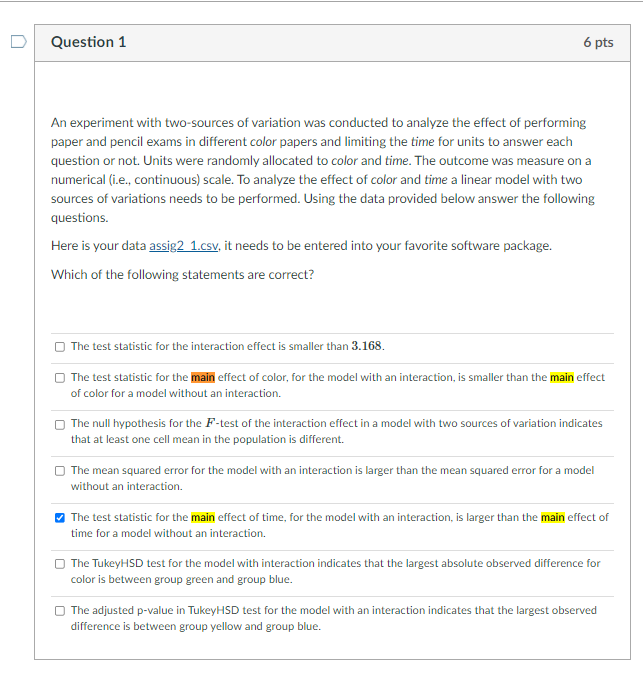 Question 1
6 pts
An experiment with two-sources of variation was conducted to analyze the effect of performing
paper and pencil exams in different color papers and limiting the time for units to answer each
question or not. Units were randomly allocated to color and time. The outcome was measure on a
numerical (i.e., continuous) scale. To analyze the effect of color and time a linear model with two
sources of variations needs to be performed. Using the data provided below answer the following
questions.
Here is your data assig2_1.csv, it needs to be entered into your favorite software package.
Which of the following statements are correct?
The test statistic for the interaction effect is smaller than 3.168.
The test statistic for the main effect of color, for the model with an interaction, is smaller than the main effect
of color for a model without an interaction.
The null hypothesis for the F-test of the interaction effect in a model with two sources of variation indicates
that at least one cell mean in the population is different.
The mean squared error for the model with an interaction is larger than the mean squared error for a model
without an interaction.
The test statistic for the main effect of time, for the model with an interaction, is larger than the main effect of
time for a model without an interaction.
The TukeyHSD test for the model with interaction indicates that the largest absolute observed difference for
color is between group green and group blue.
The adjusted p-value in TukeyHSD test for the model with an interaction indicates that the largest observed
difference is between group yellow and group blue.